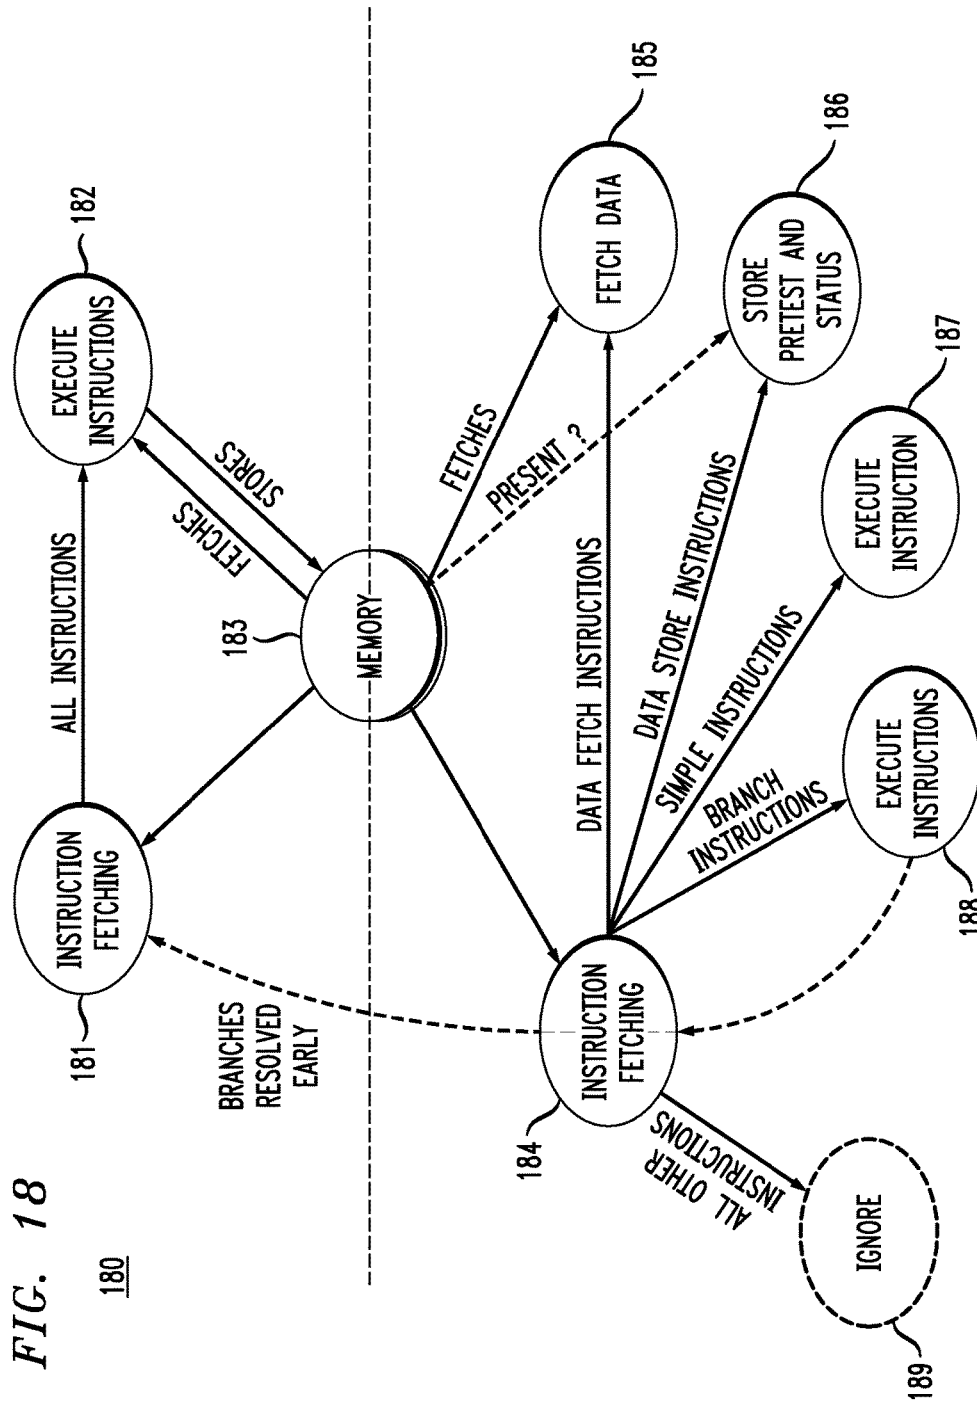 FIG. 18
180
181
INSTRUCTION
FETCHING
ALL INSTRUCTIONS
EXECUTE
INSTRUCTIONS
182
FETCHES
STORES
183
MEMORY
BRANCHES
RESOLVED
EARLY
FETCHES
PRESENT ?
184
INSTRUCTION
FETCHING
DATA FETCH INSTRUCTIONS
FETCH DATA
185
DATA STORE INSTRUCTIONS
STORE
PRETEST AND
STATUS
186
SIMPLE INSTRUCTIONS
EXECUTE
INSTRUCTION
187
BRANCH
INSTRUCTIONS
EXECUTE
INSTRUCTIONS
188
ALL OTHER
INSTRUCTIONS
IGNORE
189